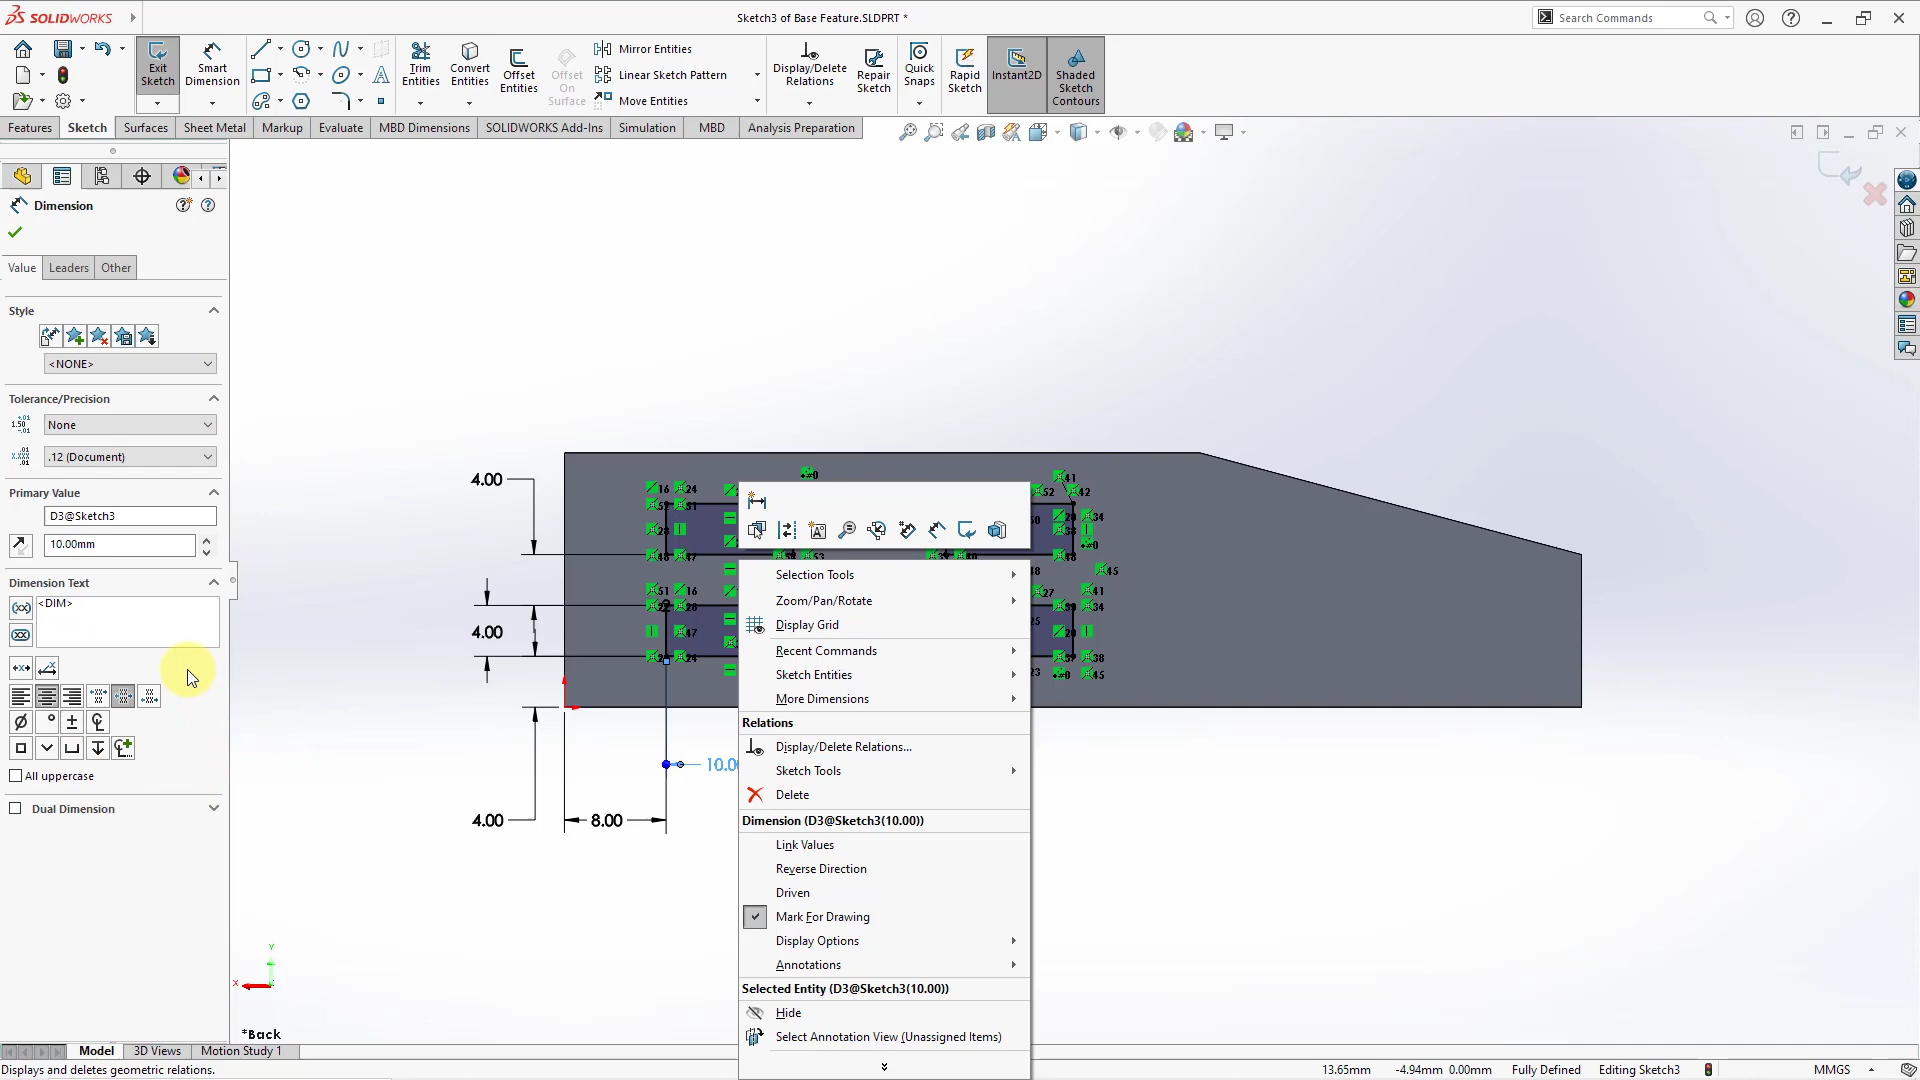 SOLIDWORKS
Sketch3 of Base Feature.SLDPRT *
Search Commands
Exit Sketch
Smart Dimension
Trim Entities
Convert Entities
Offset Entities
Offset On Surface
Mirror Entities
Linear Sketch Pattern
Move Entities
Display/Delete Relations
Repair Sketch
Quick Snaps
Rapid Sketch
Instant2D
Shaded Sketch Contours
Features
Sketch
Surfaces
Sheet Metal
Markup
Evaluate
MBD Dimensions
SOLIDWORKS Add-Ins
Simulation
MBD
Analysis Preparation
Dimension
Value
Leaders
Other
Style
<NONE>
Tolerance/Precision
None
.12 (Document)
Primary Value
D3@Sketch3
10.00mm
Dimension Text
<DIM>
All uppercase
Dual Dimension
4.00
4.00
4.00
8.00
10.0
Selection Tools
Zoom/Pan/Rotate
Display Grid
Recent Commands
Sketch Entities
More Dimensions
Relations
Display/Delete Relations...
Sketch Tools
Delete
Dimension (D3@Sketch3(10.00))
Link Values
Reverse Direction
Driven
Mark For Drawing
Display Options
Annotations
Selected Entity (D3@Sketch3(10.00))
Hide
Select Annotation View (Unassigned Items)
Y
X
*Back
Model
3D Views
Motion Study 1
Displays and deletes geometric relations.
13.65mm
-4.94mm
0.00mm
Fully Defined
Editing Sketch3
MMGS